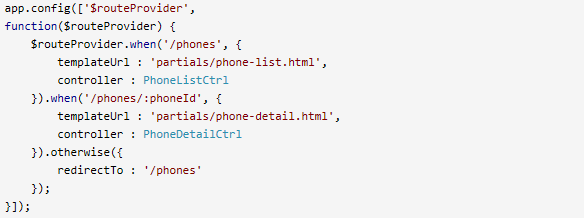 app.config(['$routeProvider',
function($routeProvider) {
    $routeProvider.when('/phones', {
        templateUrl : 'partials/phone-list.html',
        controller : PhoneListCtrl
    }).when('/phones/:phoneId', {
        templateUrl : 'partials/phone-detail.html',
        controller : PhoneDetailCtrl
    }).otherwise({
        redirectTo : '/phones'
    });
}]);